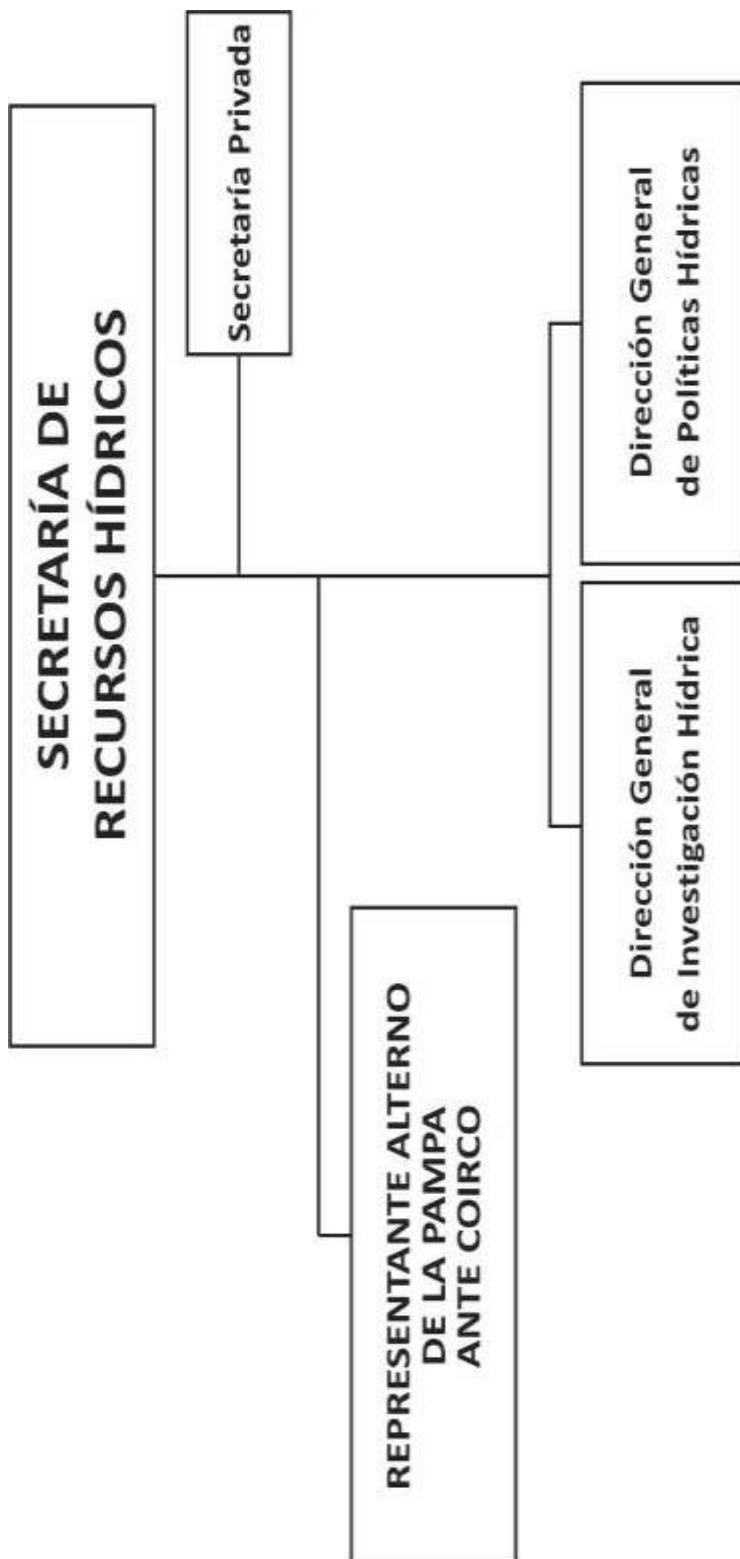 SECRETARÍA DE
RECURSOS HÍDRICOS
Secretaría Privada
REPRESENTANTE ALTERNO
DE LA PAMPA
ANTE COIRCO
Dirección General
de Investigación Hídrica
Dirección General
de Políticas Hídricas